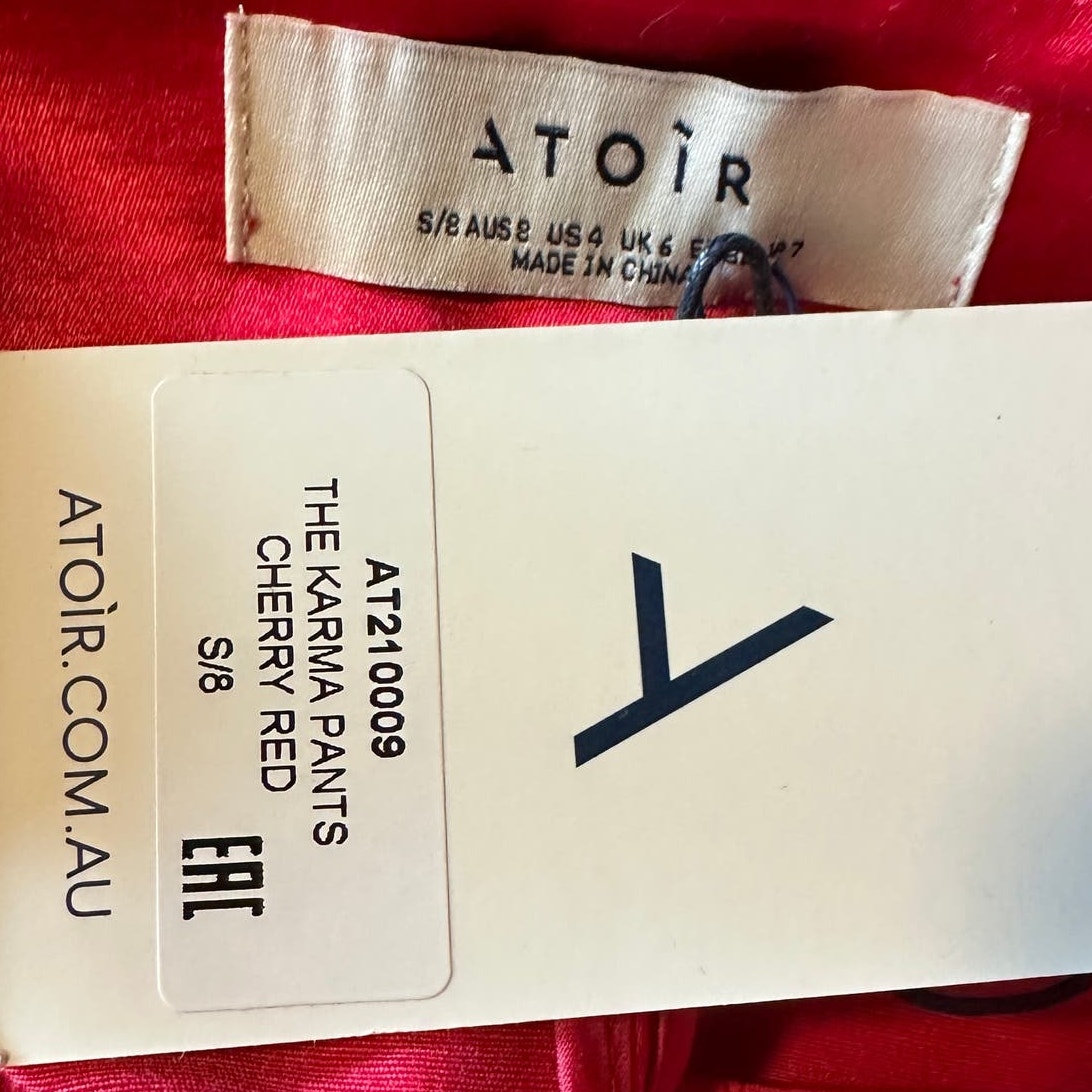 ATOÌR
S/8 AUS 8 US 4 UK 6
MADE IN CHINA
AT210009
THE KARMA PANTS
CHERRY RED
S/8
EAC
ATOÌR.COM.AU